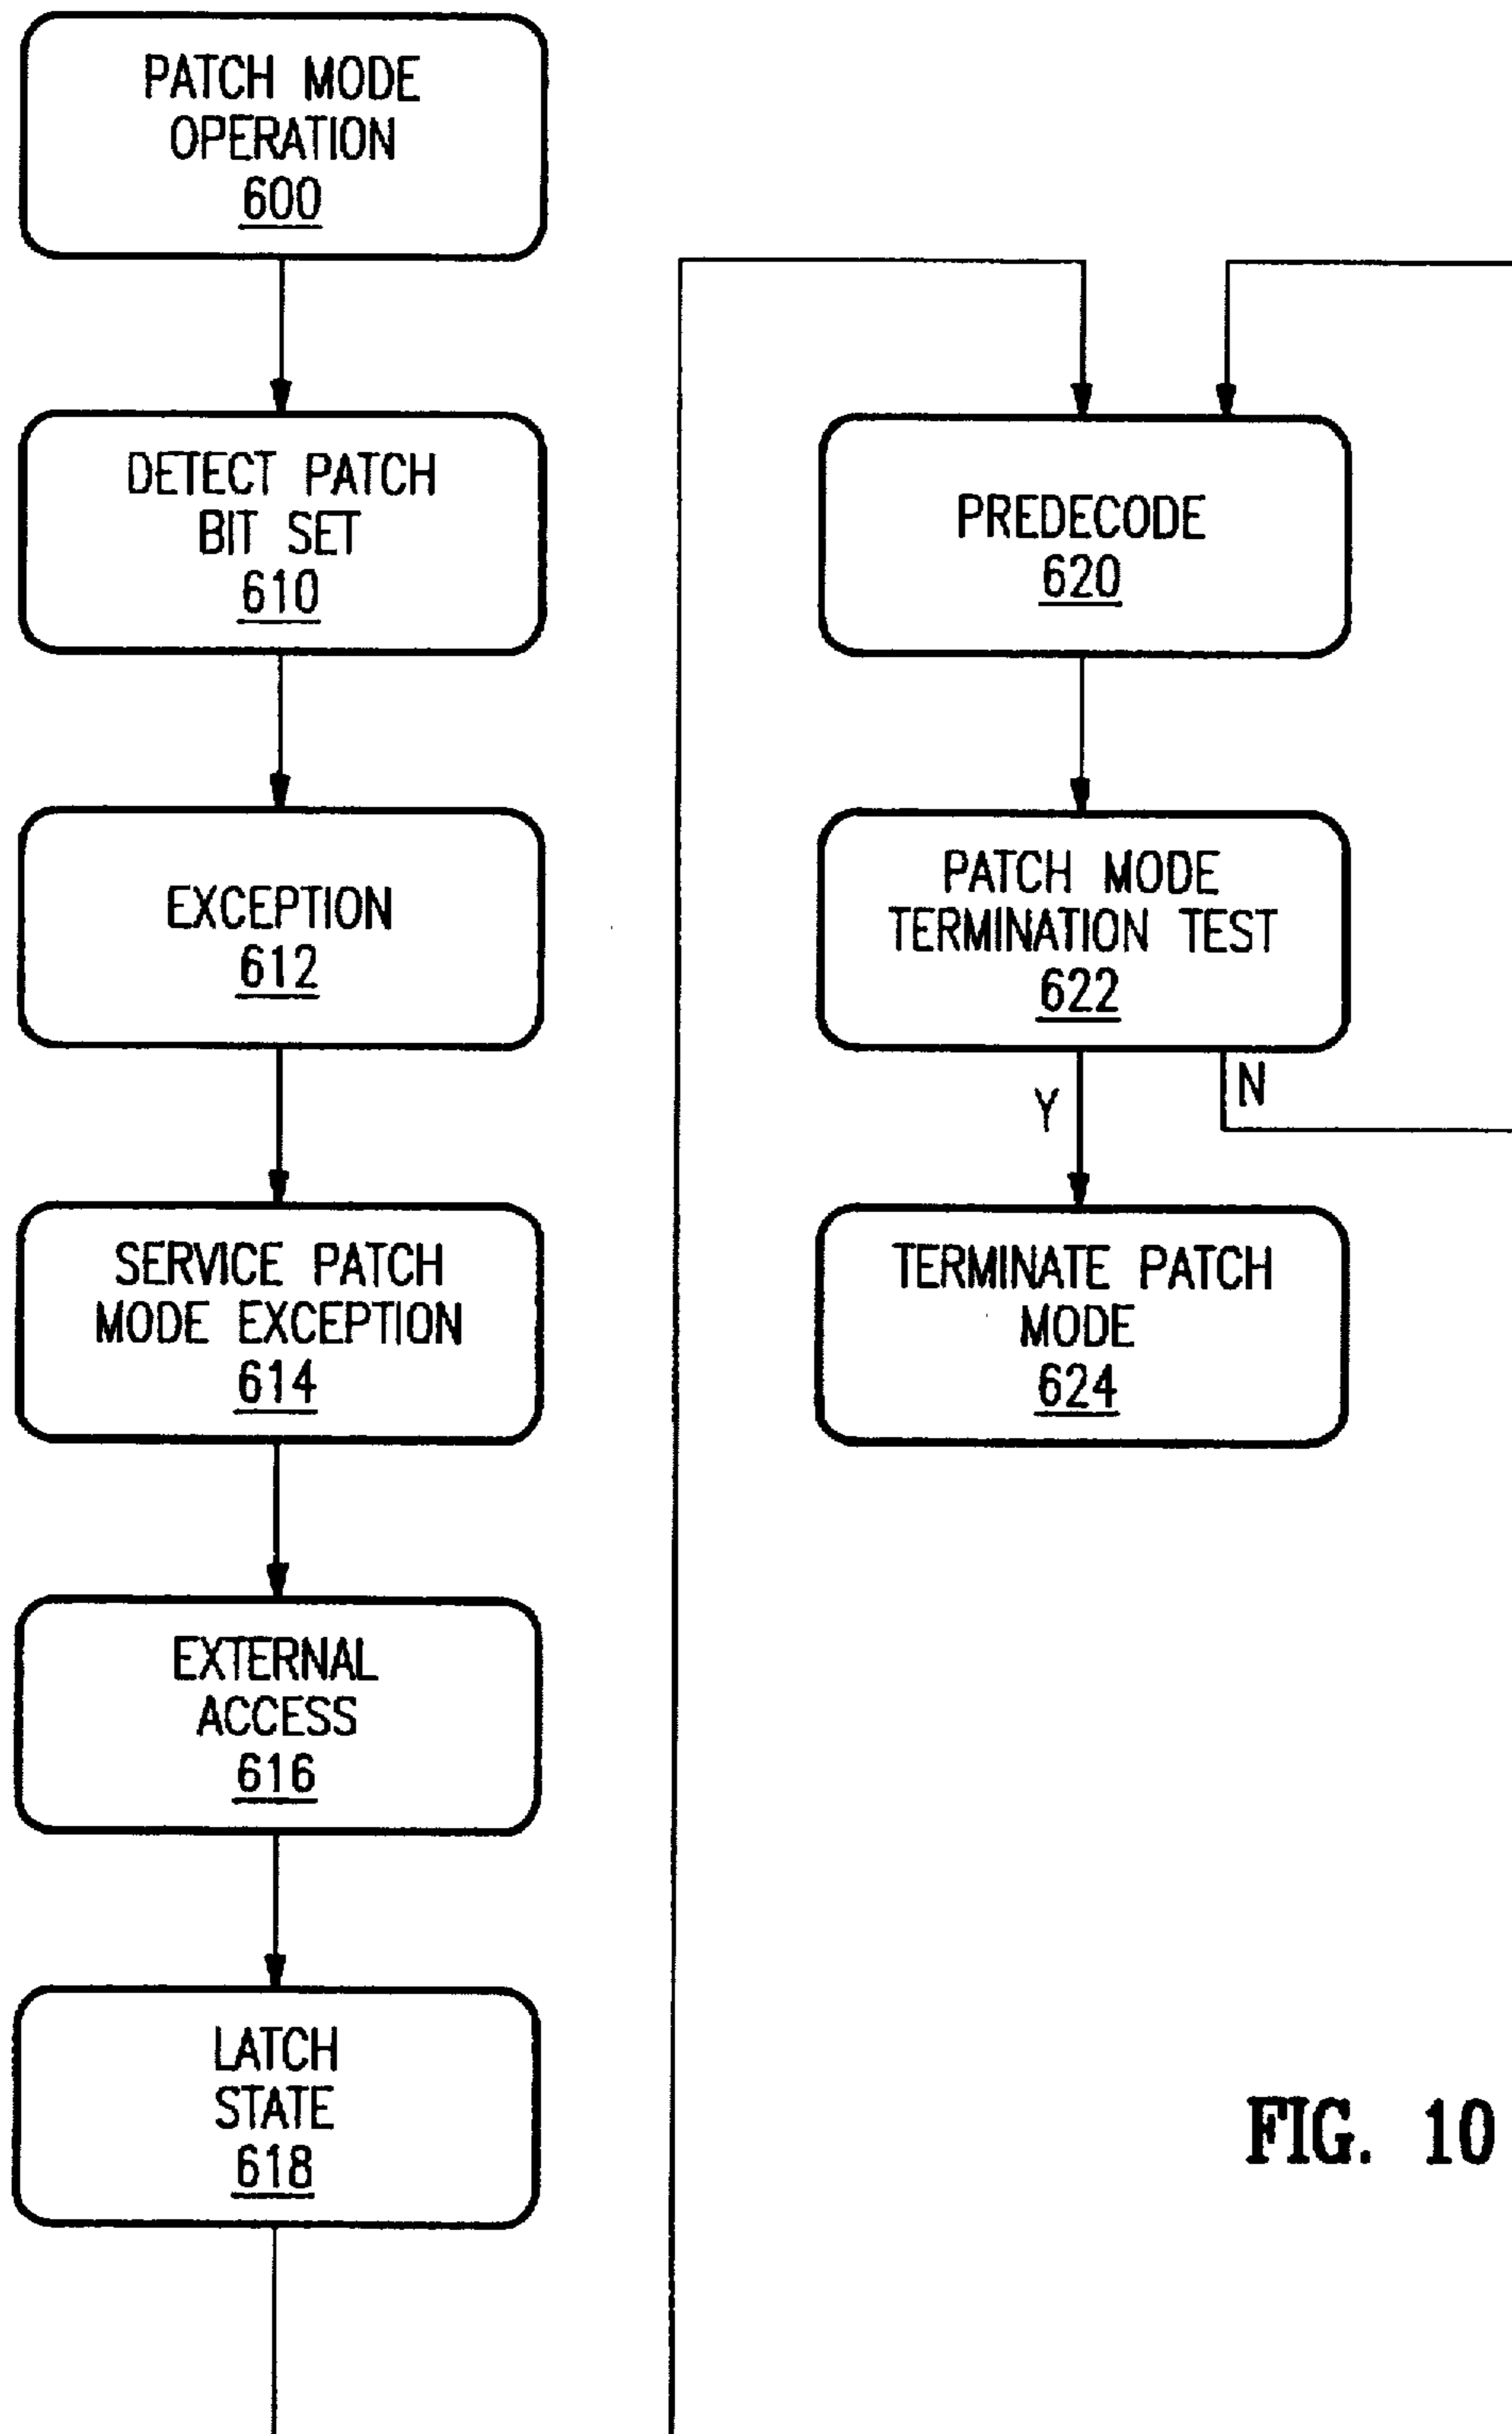 PATCH MODE
OPERATION
600
DETECT PATCH
BIT SET
610
EXCEPTION
612
SERVICE PATCH
MODE EXCEPTION
614
EXTERNAL
ACCESS
616
LATCH
STATE
618
PREDECODE
620
PATCH MODE
TERMINATION TEST
622
Y
N
TERMINATE PATCH
MODE
624
FIG. 10